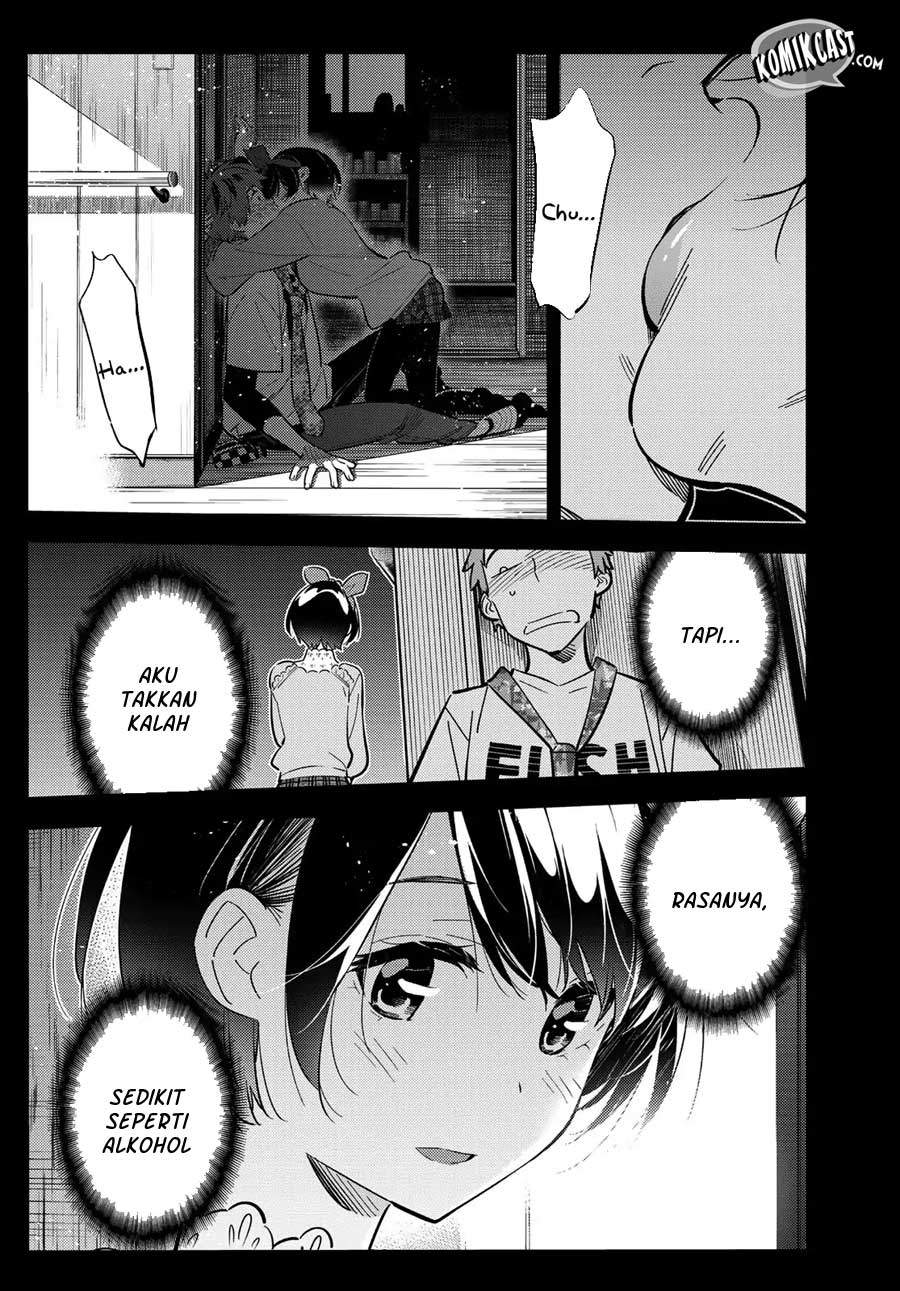 KOMIKCAST.COM
Chu...
Ha...
TAPI...
AKU
TAKKAN
KALAH
FISH
RASANYA,
SEDIKIT
SEPERTI
ALKOHOL